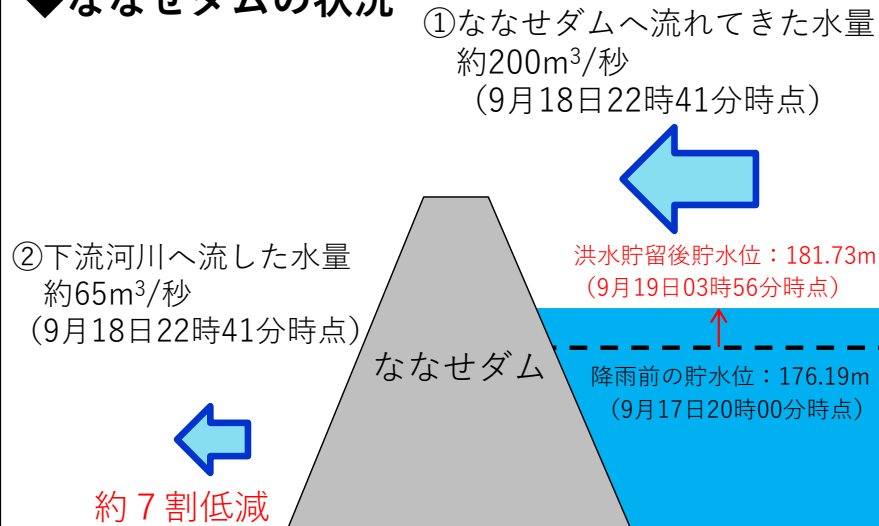 ◆ななせダムの状況
①ななせダムへ流れてきた水量
約200m³/秒
（9月18日22時41分時点）
②下流河川へ流した水量
約65m³/秒
（9月18日22時41分時点）
洪水貯留後貯水位：181.73m
（9月19日03時56分時点）
ななせダム
降雨前の貯水位：176.19m
（9月17日20時00分時点）
約７割低減